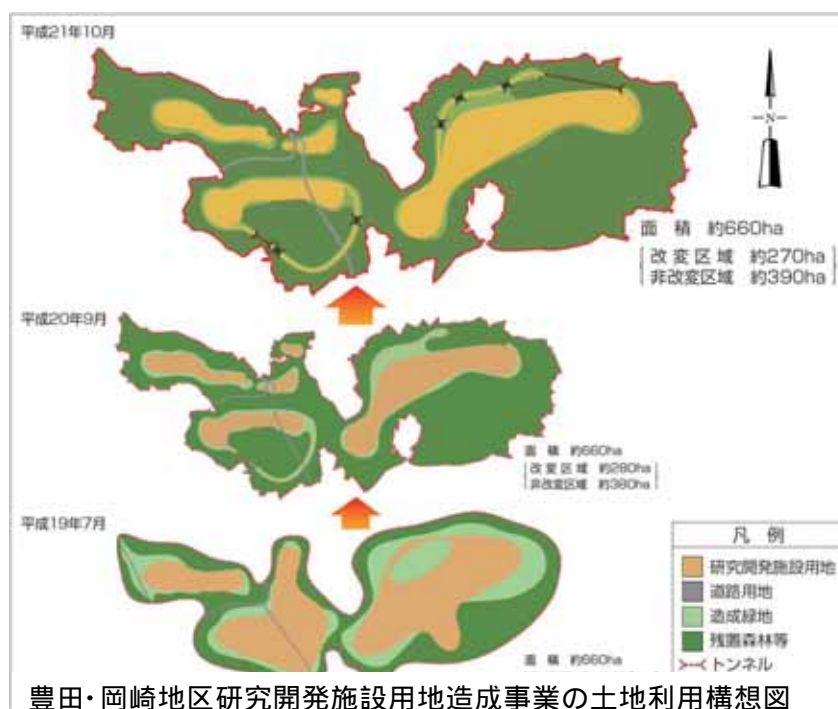 平成21年10月
N
面 積 約660ha
改変区域 約270ha
非改変区域 約390ha
平成20年9月
面 積 約660ha
改変区域 約280ha
非改変区域 約380ha
平成19年7月
面 積 約660ha
凡 例
研究開発施設用地
道路用地
造成緑地
残置森林等
トンネル
豊田・岡崎地区研究開発施設用地造成事業の土地利用構想図